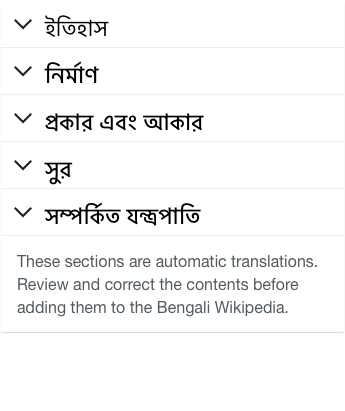 ইতিহাস
নির্মাণ
প্রকার এবং আকার
সুর
সম্পর্কিত যন্ত্রপাতি
These sections are automatic translations.
Review and correct the contents before
adding them to the Bengali Wikipedia.